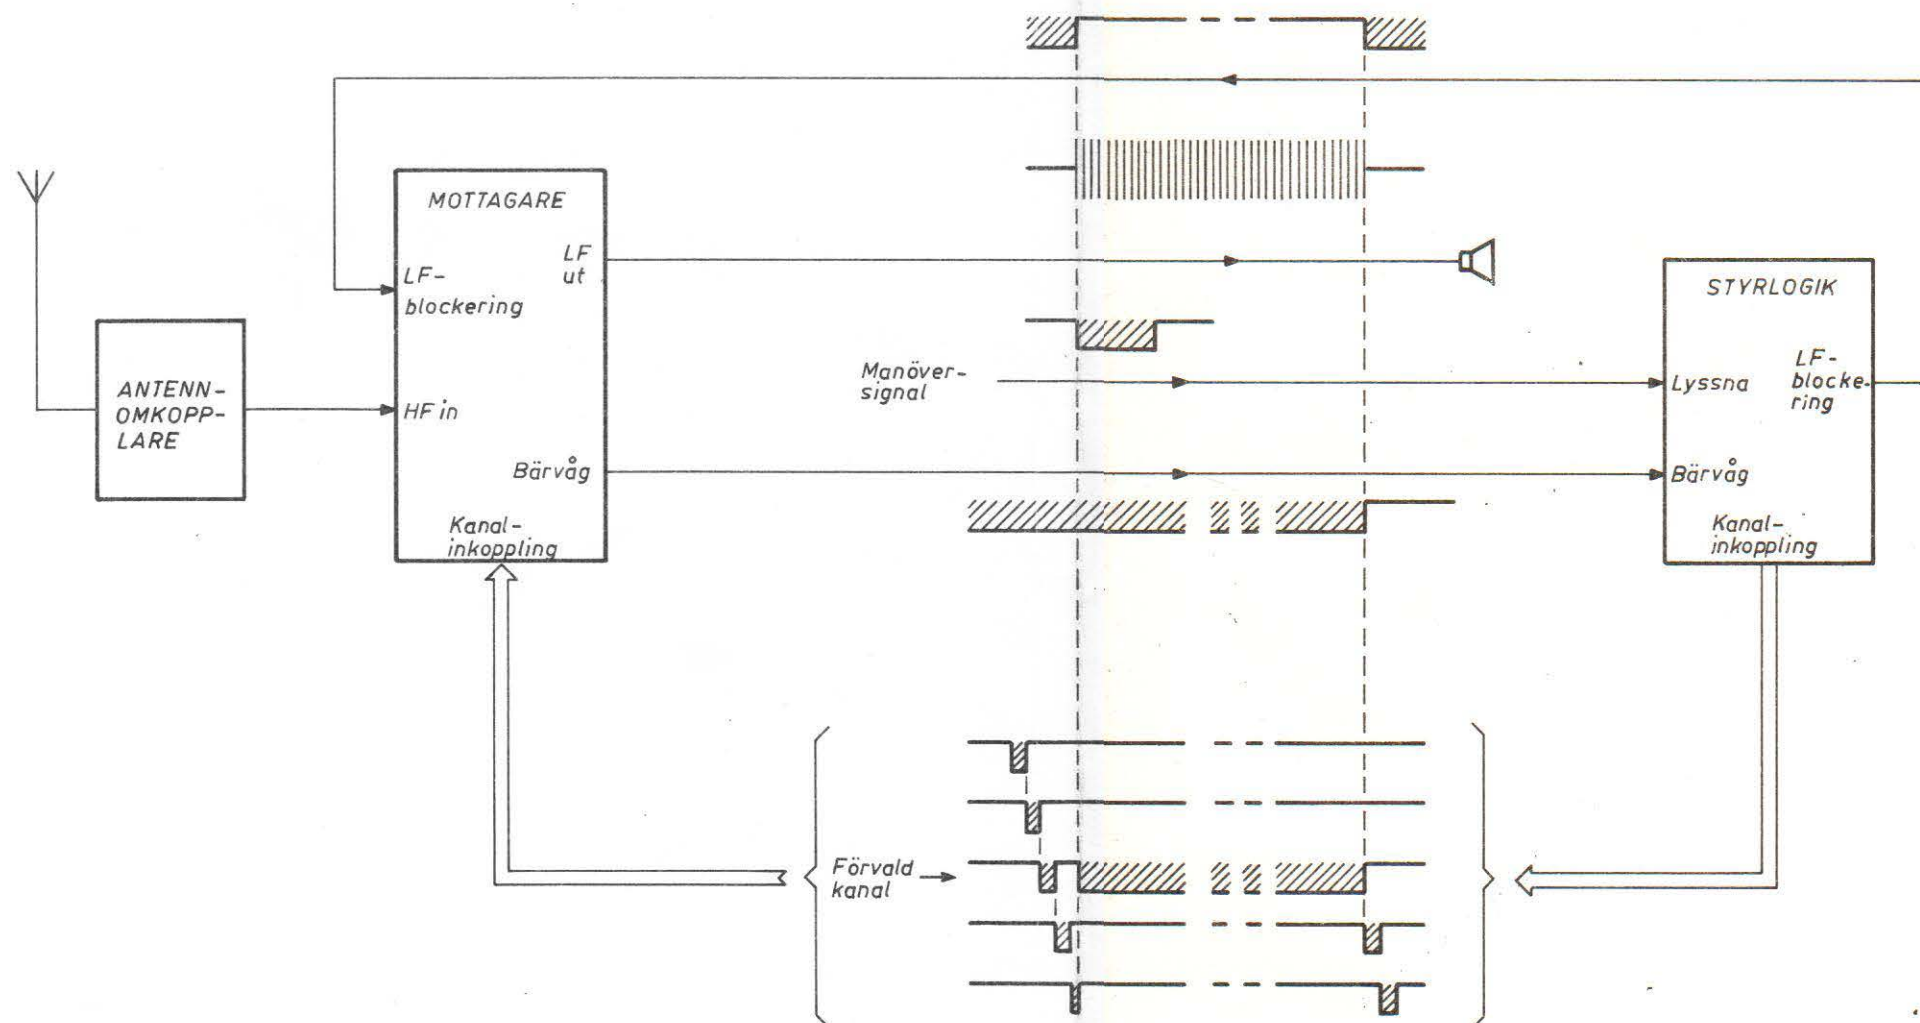 MOTTAGARE
LF
ut
LF-
blockering
HF in
Bärvåg
Kanal-
inkoppling
ANTENN-
OMKOPP-
LARE
Manöver-
signal
STYRLOGIK
Lyssna
LF-
blocke-
ring
Bärvåg
Kanal-
inkoppling
Förvald
kanal